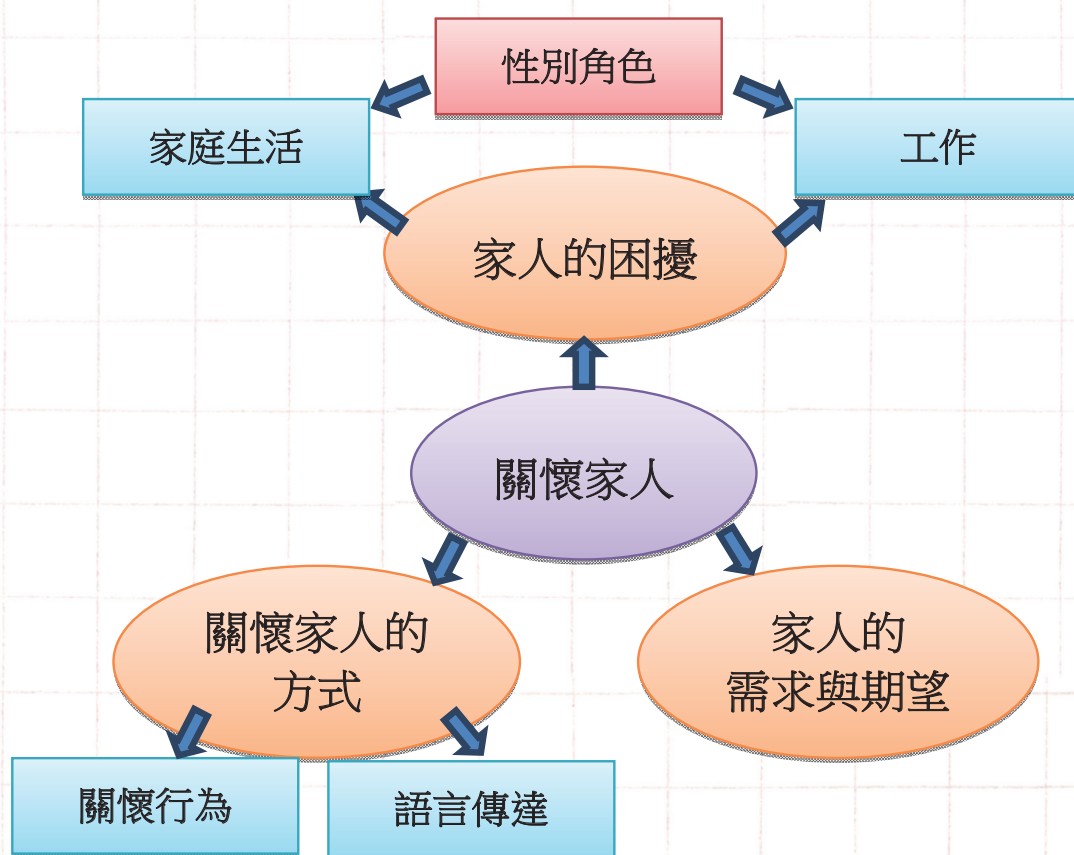 性別角色
家庭生活
工作
家人的困擾
關懷家人
關懷家人的
方式
家人的
需求與期望
關懷行為
語言傳達